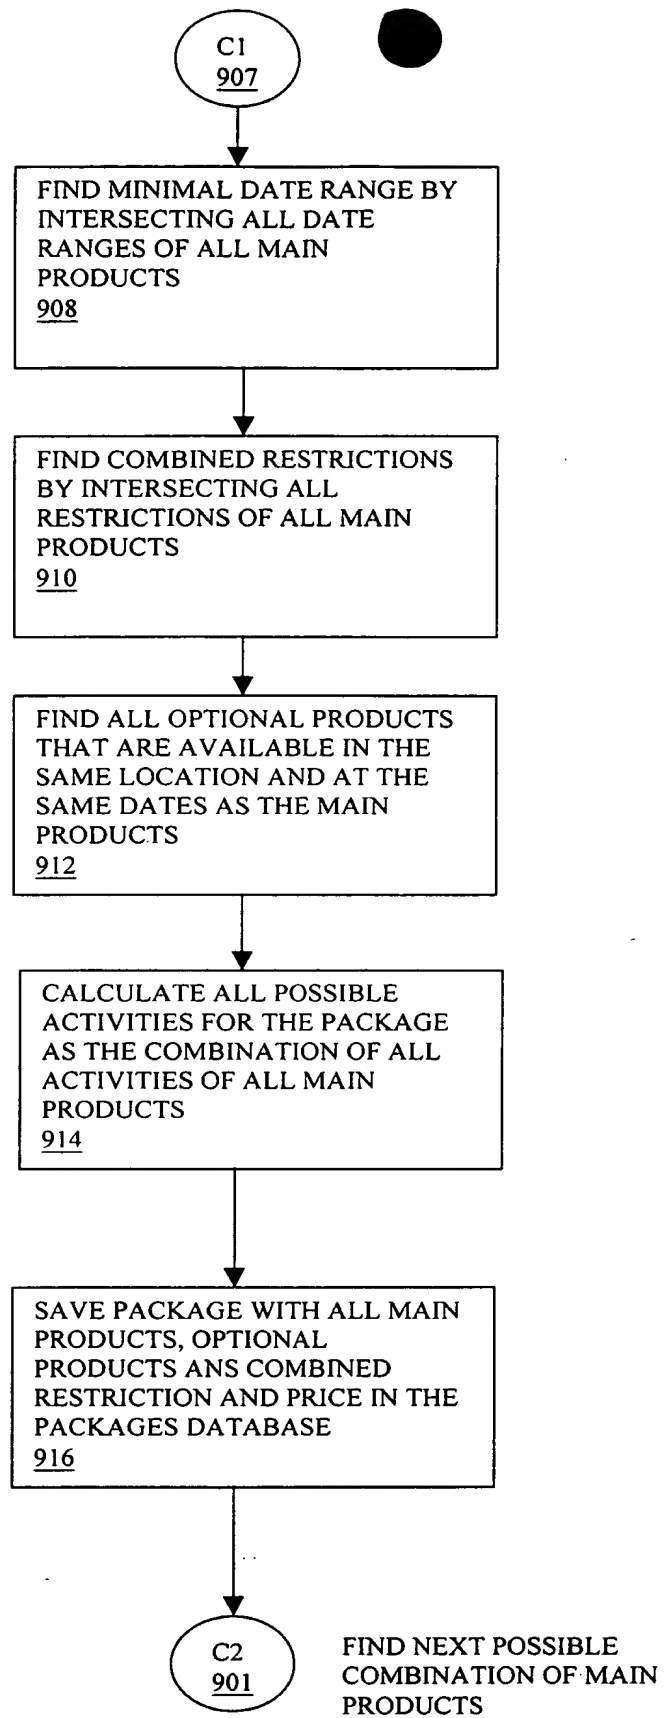 C1
907
FIND MINIMAL DATE RANGE BY
INTERSECTING ALL DATE
RANGES OF ALL MAIN
PRODUCTS
908
FIND COMBINED RESTRICTIONS
BY INTERSECTING ALL
RESTRICTIONS OF ALL MAIN
PRODUCTS
910
FIND ALL OPTIONAL PRODUCTS
THAT ARE AVAILABLE IN THE
SAME LOCATION AND AT THE
SAME DATES AS THE MAIN
PRODUCTS
912
CALCULATE ALL POSSIBLE
ACTIVITIES FOR THE PACKAGE
AS THE COMBINATION OF ALL
ACTIVITIES OF ALL MAIN
PRODUCTS
914
SAVE PACKAGE WITH ALL MAIN
PRODUCTS, OPTIONAL
PRODUCTS ANS COMBINED
RESTRICTION AND PRICE IN THE
PACKAGES DATABASE
916
C2
901
FIND NEXT POSSIBLE
COMBINATION OF MAIN
PRODUCTS